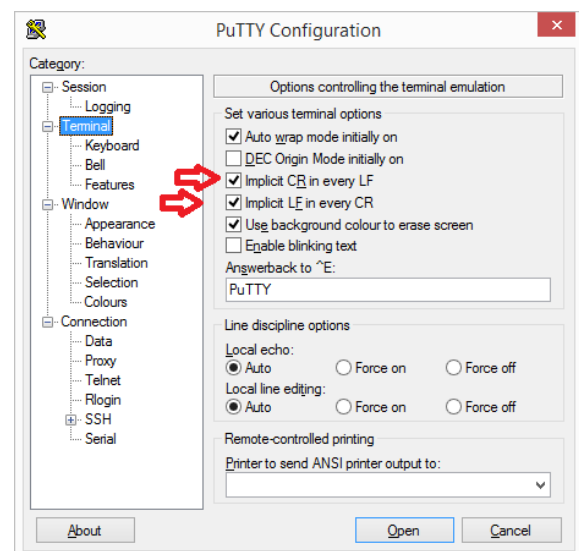 PuTTY Configuration
Category:
Session
Logging
Terminal
Keyboard
Bell
Features
Window
Appearance
Behaviour
Translation
Selection
Colours
Connection
Data
Proxy
Telnet
Rlogin
SSH
Serial
Options controlling the terminal emulation
Set various terminal options
Auto wrap mode initially on
DEC Origin Mode initially on
Implicit CR in every LF
Implicit LF in every CR
Use background colour to erase screen
Enable blinking text
Answerback to ^E:
PuTTY
Line discipline options
Local echo:
Auto Force on Force off
Local line editing:
Auto Force on Force off
Remote-controlled printing
Printer to send ANSI printer output to:
About Open Cancel